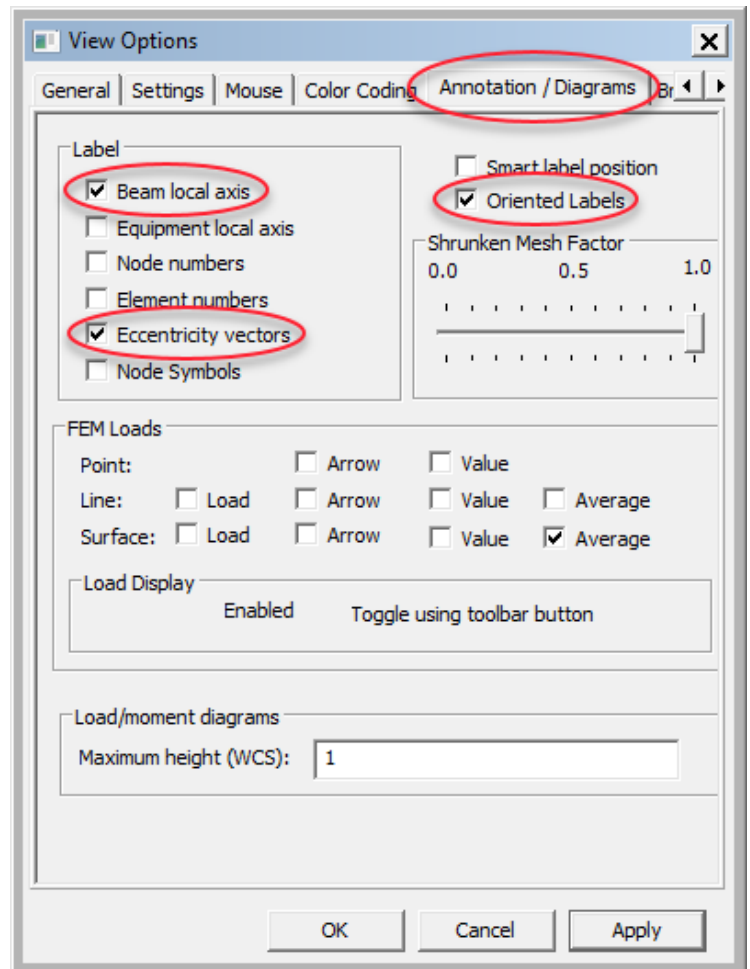 View Options
General Settings Mouse Color Coding Annotation / Diagrams
Label
Beam local axis
Equipment local axis
Node numbers
Element numbers
Eccentricity vectors
Node Symbols
Smart label position
Oriented Labels
Shrunken Mesh Factor
0.0 0.5 1.0
FEM Loads
Point: Arrow Value
Line: Load Arrow Value Average
Surface: Load Arrow Value Average
Load Display
Enabled Toggle using toolbar button
Load/moment diagrams
Maximum height (WCS): 1
OK Cancel Apply